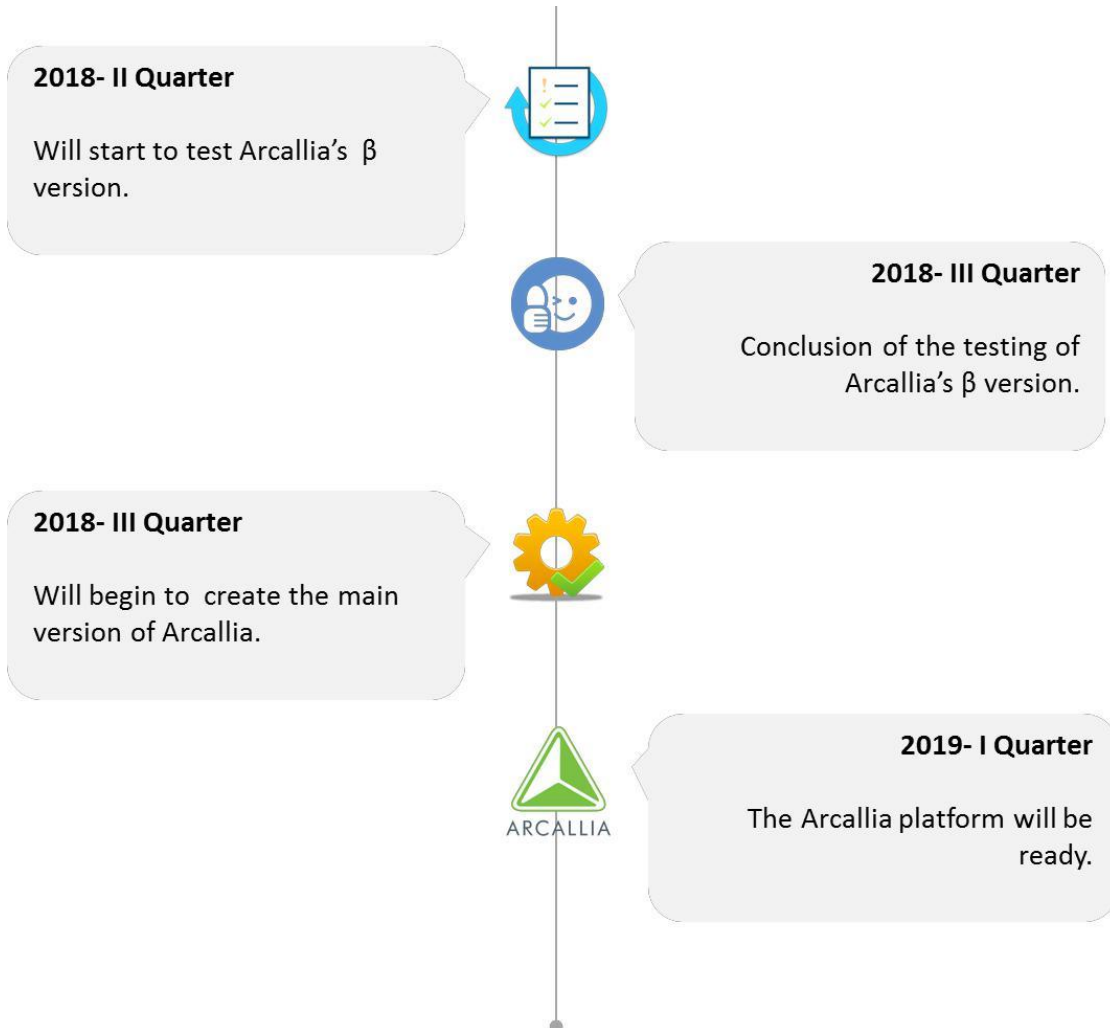 2018- II Quarter
Will start to test Arcallia’s β
version.
2018- III Quarter
Conclusion of the testing of
Arcallia’s β version.
2018- III Quarter
Will begin to create the main
version of Arcallia.
2019- I Quarter
The Arcallia platform will be
ready.
ARCALLIA